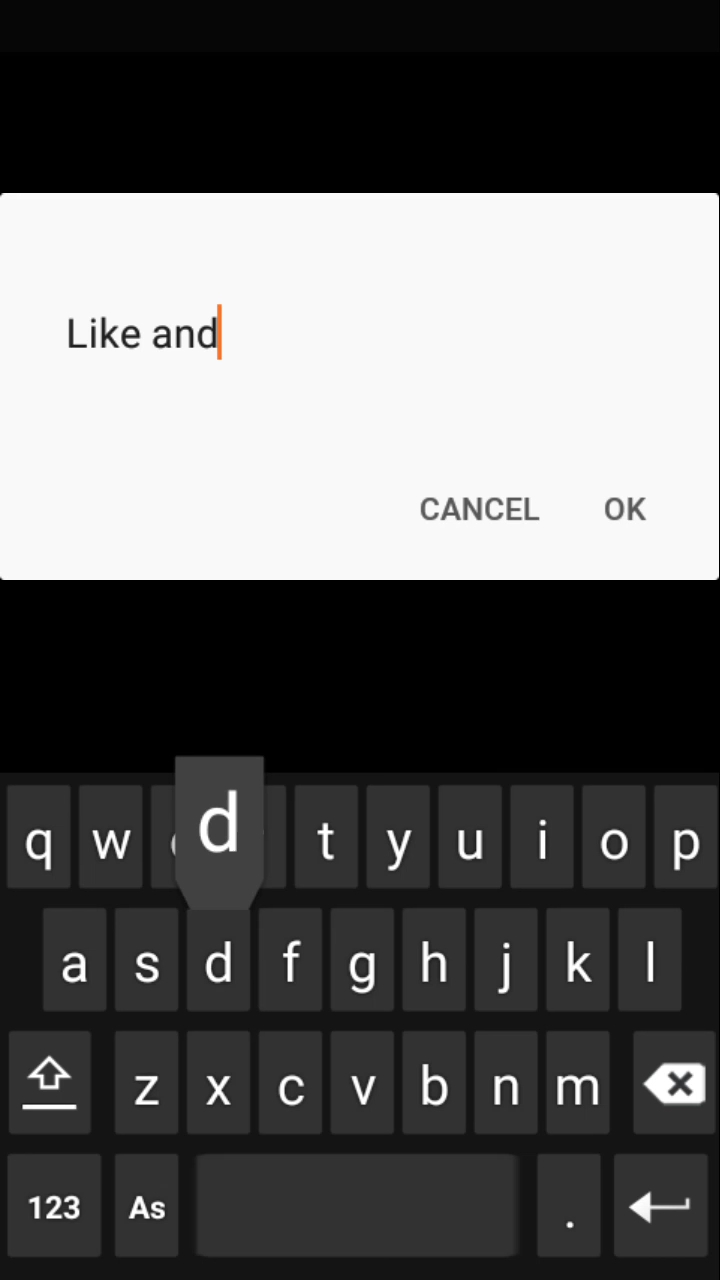 Like and
CANCEL OK
d
q w t y u i o p
a s d f g h j k l
z x c v b n m
123 As .